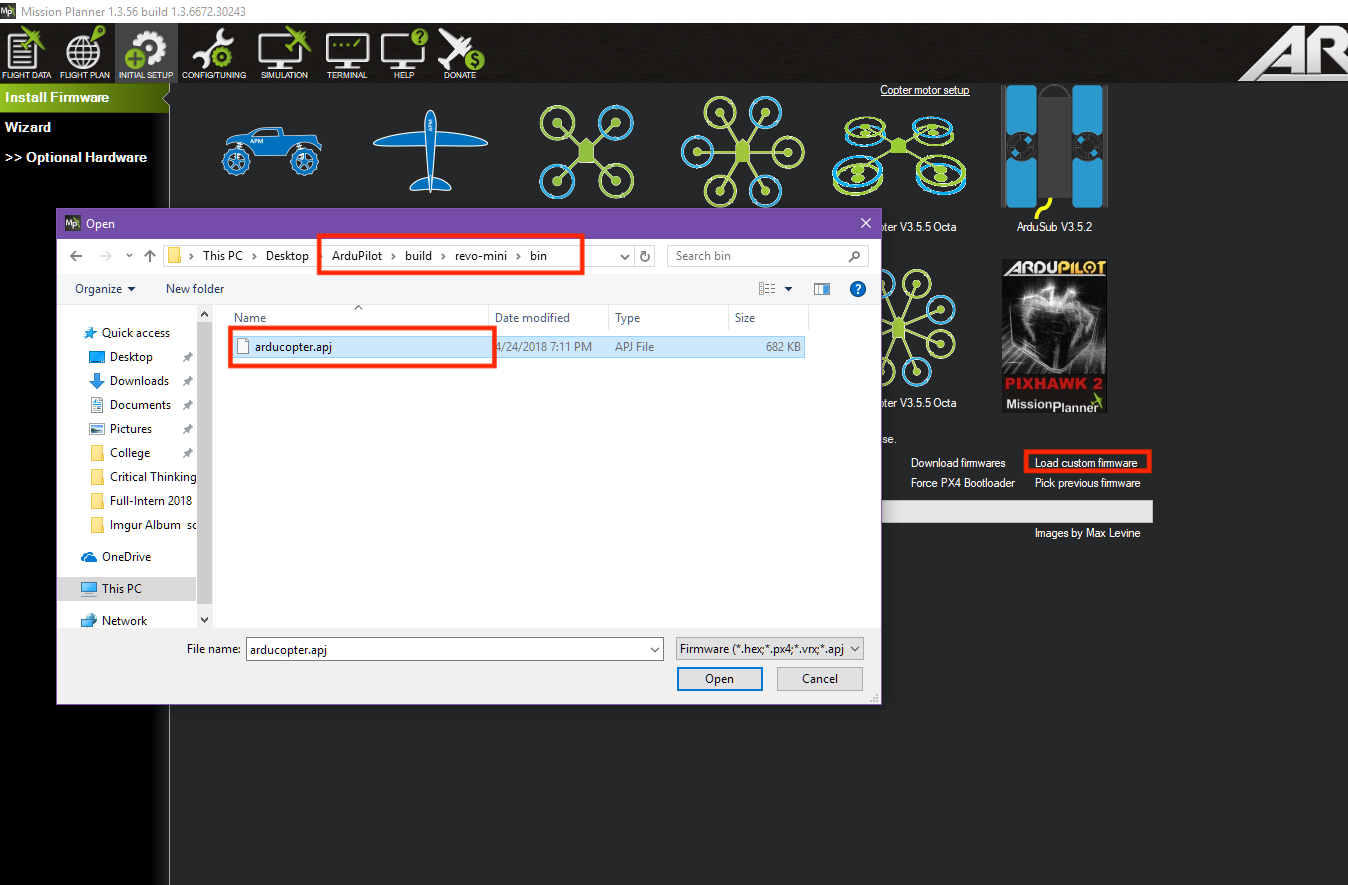 Mission Planner 1.3.56 build 1.3.6672.30243
FLIGHT DATA FLIGHT PLAN INITIAL SETUP CONFIG/TUNING SIMULATION TERMINAL HELP DONATE
AR
Install Firmware
Wizard
>> Optional Hardware
Copter motor setup
APM
APM
pter V3.5.5 Octa
ArduSub V3.5.2
Open
This PC > Desktop > ArduPilot > build > revo-mini > bin
Search bin
Organize New folder
Name Date modified Type Size
arducopter.apj 4/24/2018 7:11 PM APJ File 682 KB
Quick access
Desktop
Downloads
Documents
Pictures
College
Critical Thinking
Full-Intern 2018
Imgur Album sc
OneDrive
This PC
Network
File name: arducopter.apj Firmware (*.hex;*.px4;*.vrx;*.apj
Open Cancel
ARDUPILOT
PIXHAWK 2
MissionPlanner
pter V3.5.5 Octa
se.
Download firmwares Load custom firmware
Force PX4 Bootloader Pick previous firmware
Images by Max Levine